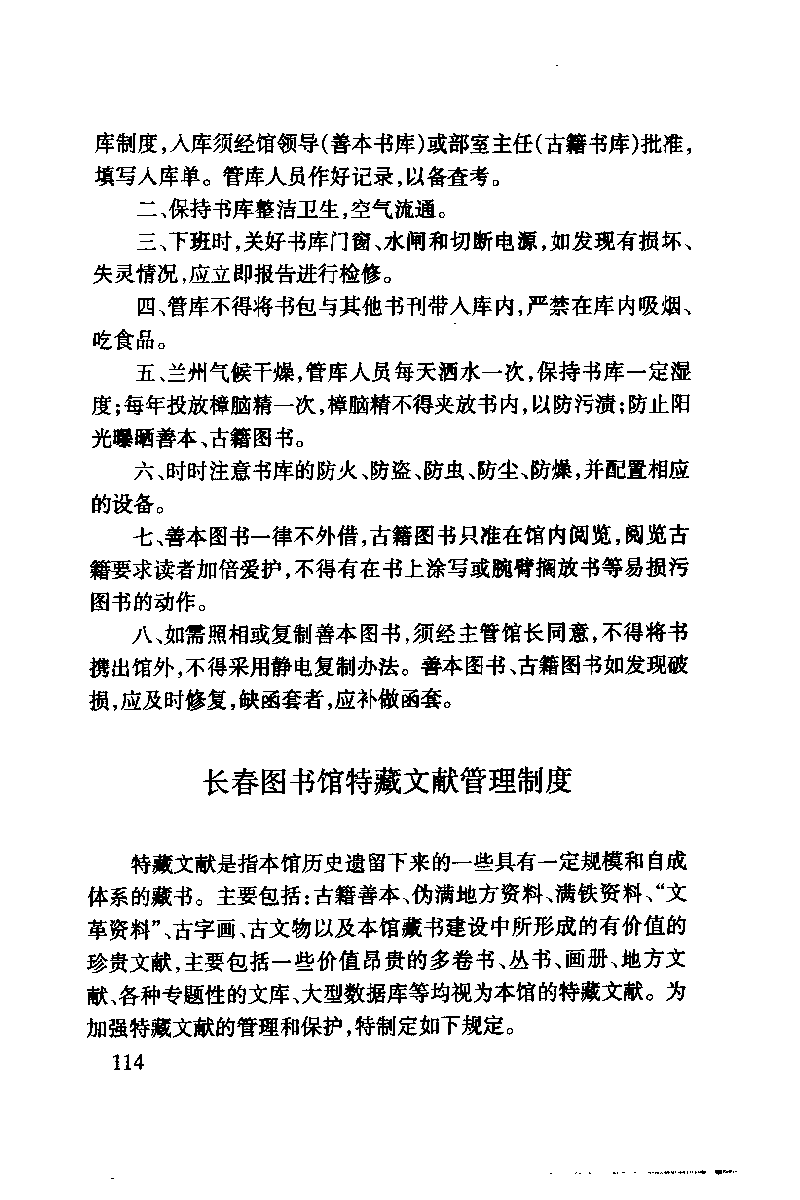 库制度,入库须经馆领导(善本书库)或部室主任(古籍书库)批准,
填写入库单。管库人员作好记录,以备查考。
二、保持书库整洁卫生,空气流通。
三、下班时,关好书库门窗、水闸和切断电源,如发现有损坏、
失灵情况,应立即报告进行检修。
四、管库不得将书包与其他书刊带入库内,严禁在库内吸烟、
吃食品。
五、兰州气候干燥,管库人员每天洒水一次,保持书库一定湿
度;每年投放樟脑精一次,樟脑精不得夹放书内,以防污渍;防止阳
光曝晒善本、古籍图书。
六、时时注意书库的防火、防盗、防虫、防尘、防燥,并配置相应
的设备。
七、善本图书一律不外借,古籍图书只准在馆内阅览,阅览古
籍要求读者加倍爱护,不得有在书上涂写或腕臂搁放书等易损污
图书的动作。
八、如需照相或复制善本图书,须经主管馆长同意,不得将书
携出馆外,不得采用静电复制办法。善本图书、古籍图书如发现破
损,应及时修复,缺函套者,应补做函套。
长春图书馆特藏文献管理制度
特藏文献是指本馆历史遗留下来的一些具有一定规模和自成
体系的藏书。主要包括:古籍善本、伪满地方资料、满铁资料、“文
革资料”、古字画、古文物以及本馆藏书建设中所形成的有价值的
珍贵文献,主要包括一些价值昂贵的多卷书、丛书、画册、地方文
献、各种专题性的文库、大型数据库等均视为本馆的特藏文献。为
加强特藏文献的管理和保护,特制定如下规定。
114